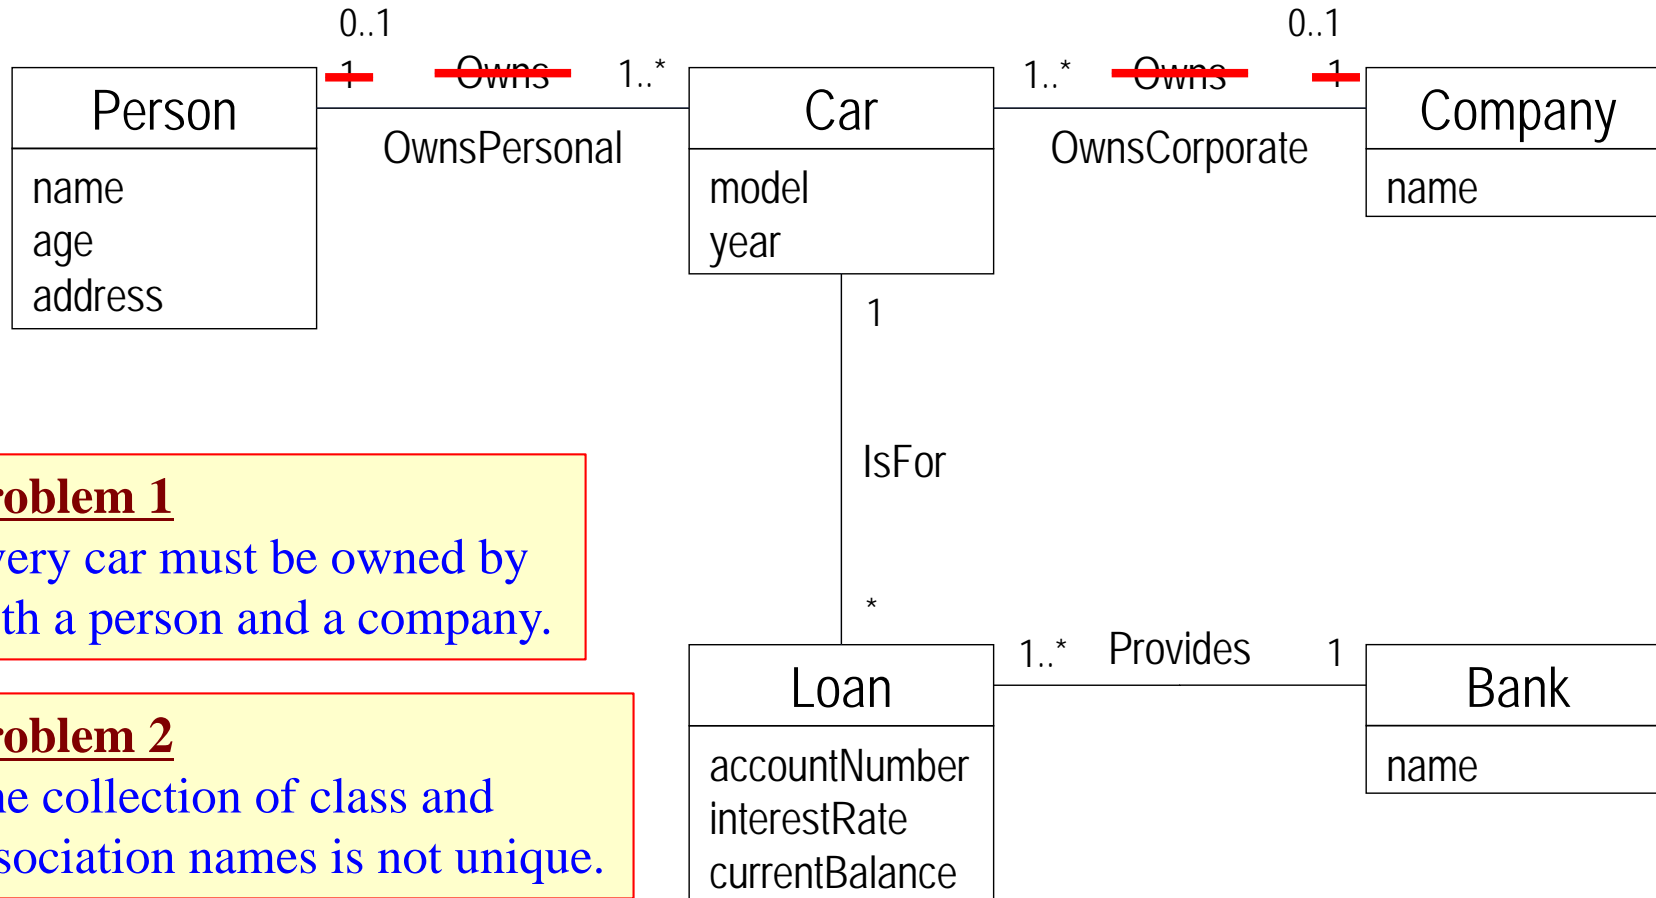 0..1
0..1
1 Owns 1..*
1..* Owns 1
Person
Car
Company
OwnsPersonal
OwnsCorporate
name
age
address
model
year
name
1
IsFor
roblem 1
very car must be owned by
th a person and a company.
*
1..* Provides 1
Loan
Bank
roblem 2
ne collection of class and
sociation names is not unique.
accountNumber
interestRate
currentBalance
name